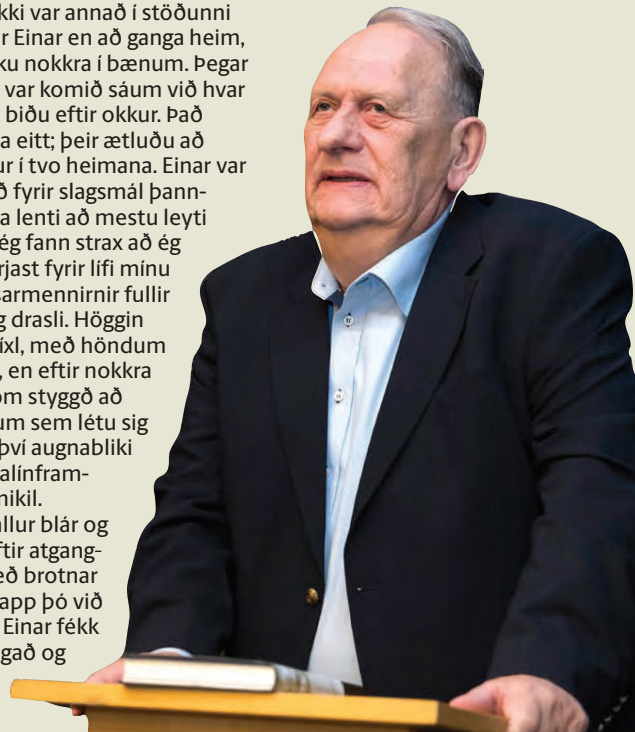 kki var annað í stöðunni
r Einar en að ganga heim,
ku nokkra í bænum. Þegar
var komið sáum við hvar
biðu eftir okkur. Það
a eitt; þeir ætluðu að
ur í tvo heimana. Einar var
ð fyrir slagsmál þann-
a lenti að mestu leyti
ég fann strax að ég
rjast fyrir lífi mínu
sarmennirnir fullir
g drasli. Höggin
íxl, með höndum
, en eftir nokkra
om styggð að
um sem létu sig
því augnabliki
alínfram-
nikil.
allur blár og
ftir atgang-
eð brotnar
app þó við
Einar fékk
gað og